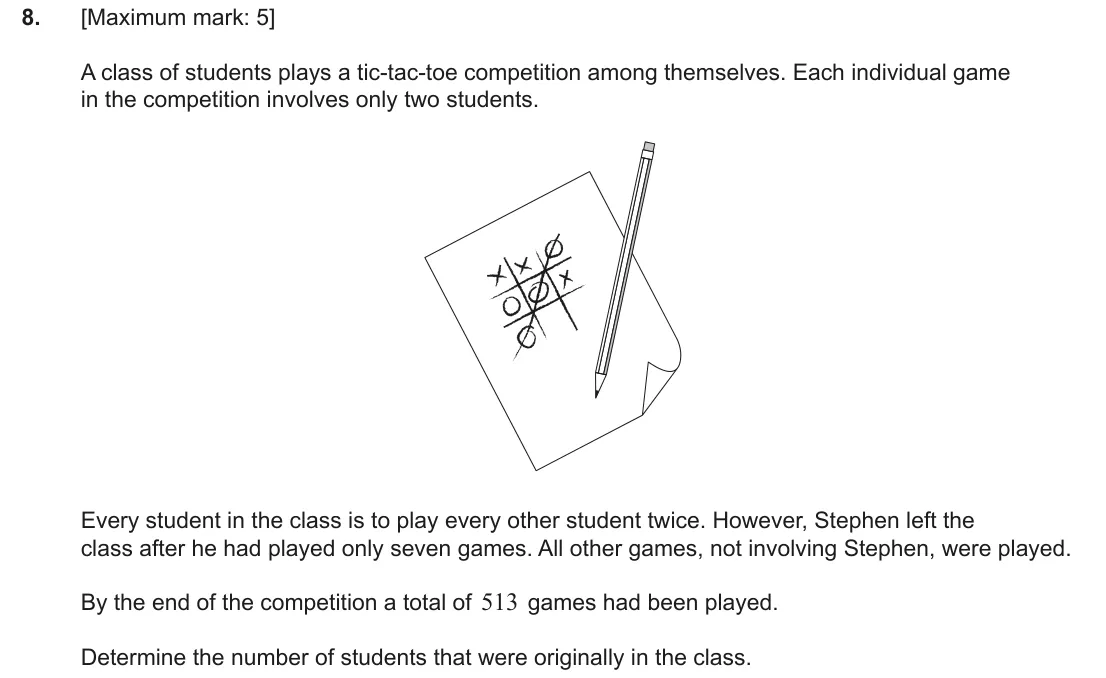 8. [Maximum mark: 5]
A class of students plays a tic-tac-toe competition among themselves. Each individual game
in the competition involves only two students.
X X O
O O X
O
Every student in the class is to play every other student twice. However, Stephen left the
class after he had played only seven games. All other games, not involving Stephen, were played.
By the end of the competition a total of 513 games had been played.
Determine the number of students that were originally in the class.